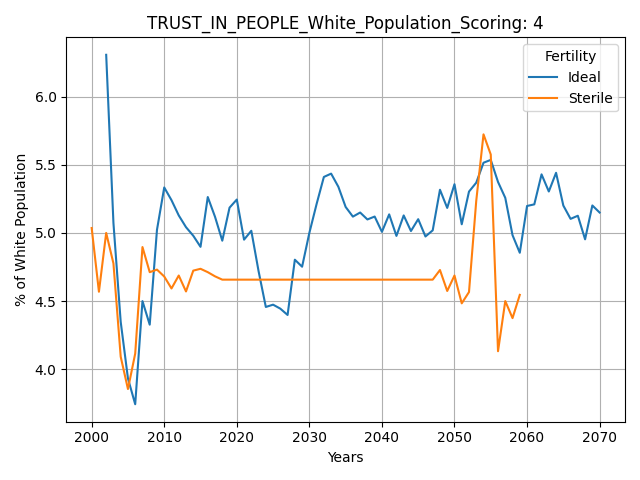 TRUST_IN_PEOPLE_White_Population_Scoring: 4
Fertility
Ideal
Sterile
% of White Population
6.0
5.5
5.0
4.5
4.0
2000 2010 2020 2030 2040 2050 2060 2070
Years